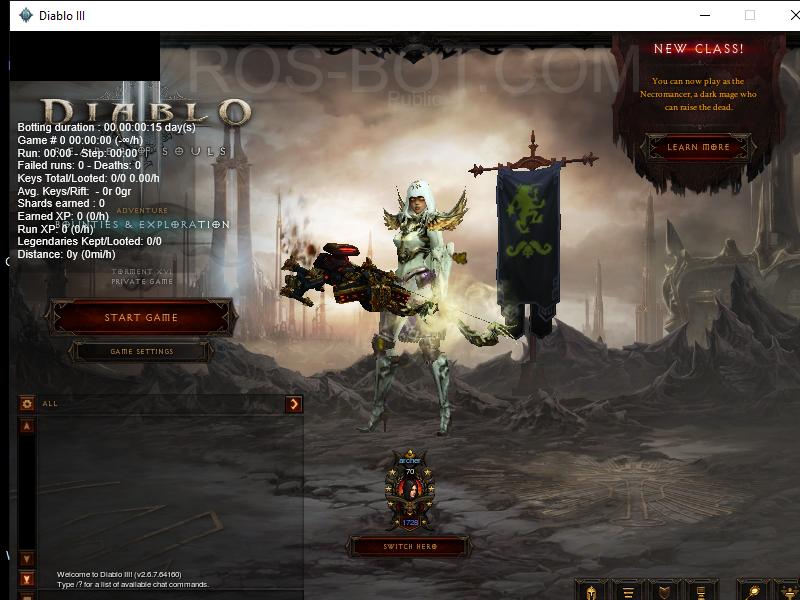 Diablo III
ROS-BOT.COM
Public
DIABLO
Botting duration : 00.00:00:15 day(s)
Game # 0 00:00:00 (-∞/h)
Run: 00:00 - Step: 00:00
SOULS
Failed runs: 0 - Deaths: 0
Keys Total/Looted: 0/0 0.00/h
Avg. Keys/Rift: - 0r 0gr
Shards earned : 0
ADVENTURE
Earned XP: 0 (0/h)
BOUNTIES & EXPLORATION
Run XP: 0 (0/h)
Legendaries Kept/Looted: 0/0
Distance: 0y (0mi/h)
TORMENT XVI
PRIVATE GAME
START GAME
GAME SETTINGS
NEW CLASS!
You can now play as the
Necromancer, a dark mage who
can raise the dead.
LEARN MORE
ALL
archer
70
1728
SWITCH HERO
Welcome to Diablo III! (v2.6.7.64160)
Type /? for a list of available chat commands.